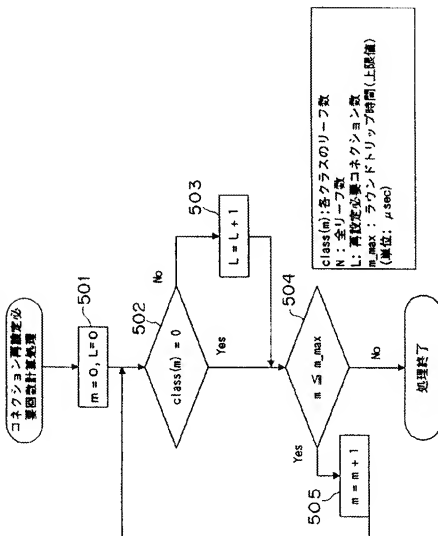 コネクション再設定必
要回数計算処理
501
m = 0, L=0
502
class(m) = 0
No
503
L = L + 1
Yes
504
m ≦ m_max
Yes
No
505
m = m + 1
処理終了
class(m):各クラスのリーフ数
N : 全リーフ数
L: 再設定必要コネクション数
m_max : ラウンドトリップ時間(上限値)
(単位: μsec)